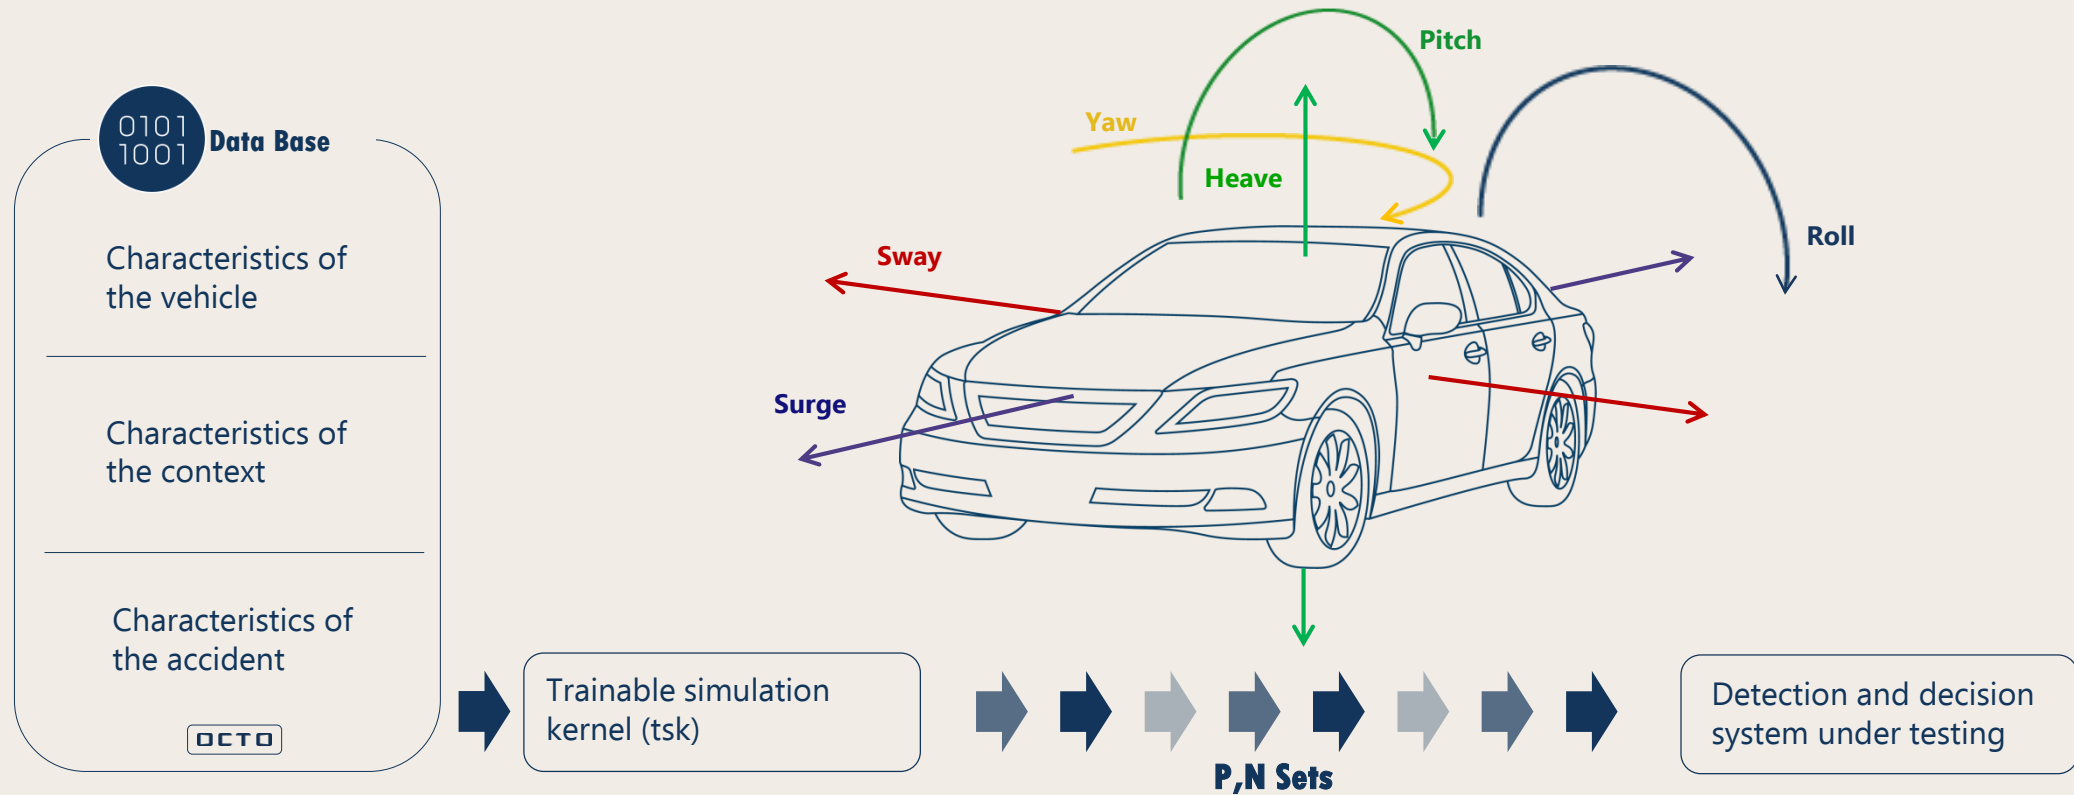 0101
1001
Data Base
Characteristics of
the vehicle
Characteristics of
the context
Characteristics of
the accident
OCTO
Pitch
Yaw
Heave
Roll
Sway
Surge
Trainable simulation
kernel (tsk)
P,N Sets
Detection and decision
system under testing